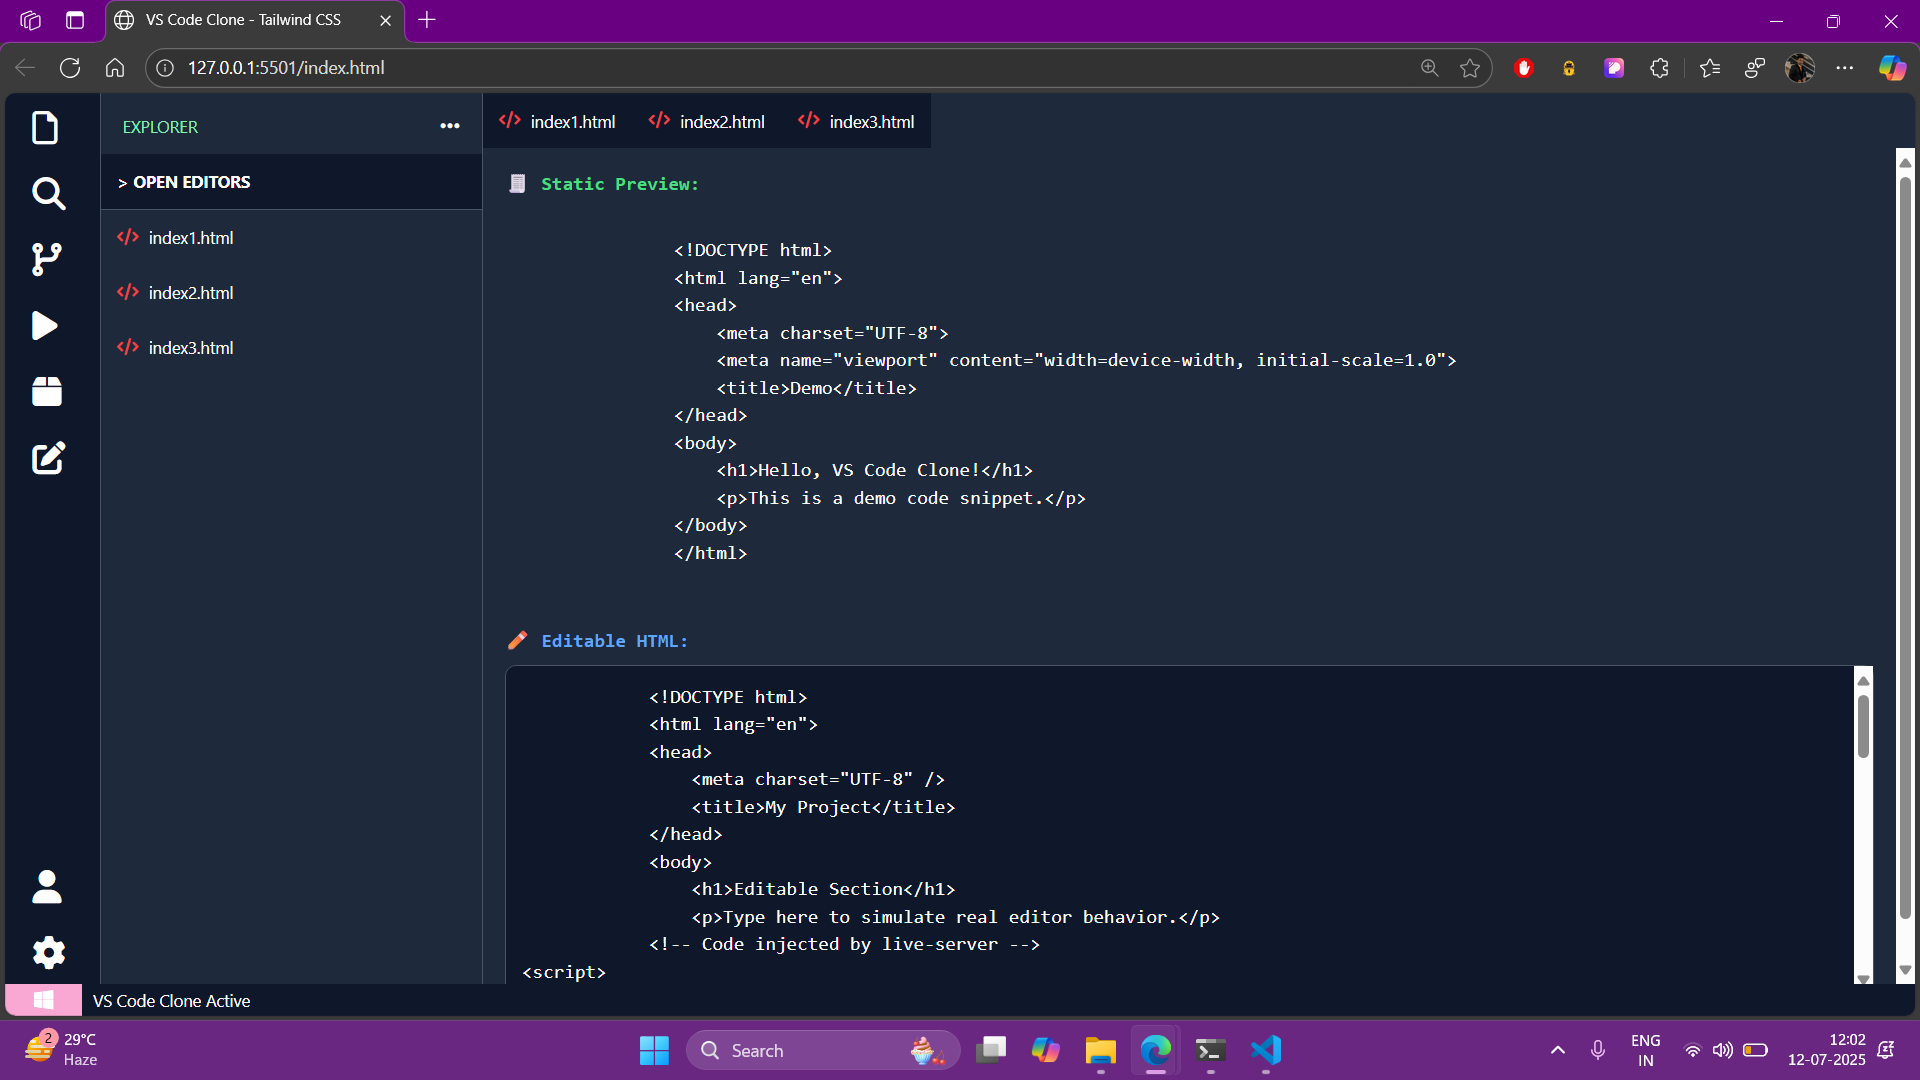 VS Code Clone - Tailwind CSS
127.0.0.1:5501/index.html
EXPLORER
> OPEN EDITORS
index1.html
index2.html
index3.html
index1.html
index2.html
index3.html
Static Preview:
<!DOCTYPE html>
<html lang="en">
<head>
    <meta charset="UTF-8">
    <meta name="viewport" content="width=device-width, initial-scale=1.0">
    <title>Demo</title>
</head>
<body>
    <h1>Hello, VS Code Clone!</h1>
    <p>This is a demo code snippet.</p>
</body>
</html>
Editable HTML:
<!DOCTYPE html>
<html lang="en">
<head>
    <meta charset="UTF-8" />
    <title>My Project</title>
</head>
<body>
    <h1>Editable Section</h1>
    <p>Type here to simulate real editor behavior.</p>
<!-- Code injected by live-server -->
<script>
VS Code Clone Active
2
29°C
Haze
Search
ENG
IN
12:02
12-07-2025